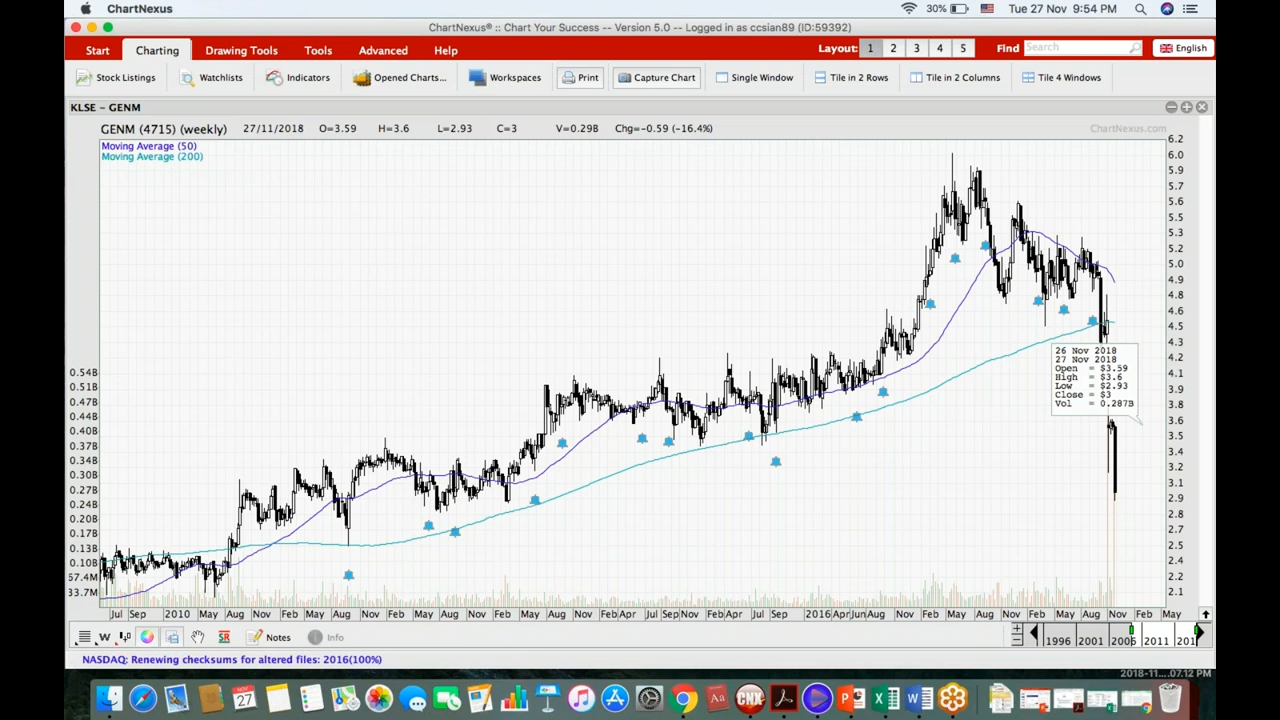 ChartNexus
30%
Tue 27 Nov 9:54 PM
ChartNexus® :: Chart Your Success -- Version 5.0 -- Logged in as ccsian89 (ID:59392)
Start
Charting
Drawing Tools
Tools
Advanced
Help
Layout:
1
2
3
4
5
Find
Search
English
Stock Listings
Watchlists
Indicators
Opened Charts...
Workspaces
Print
Capture Chart
Single Window
Tile in 2 Rows
Tile in 2 Columns
Tile 4 Windows
KLSE – GENM
GENM (4715) (weekly) 27/11/2018 O=3.59 H=3.6 L=2.93 C=3 V=0.29B Chg=-0.59 (-16.4%)
ChartNexus.com
Moving Average (50)
Moving Average (200)
6.2
6.0
5.9
5.7
5.6
5.5
5.3
5.2
5.0
4.9
4.8
4.6
4.5
4.3
4.2
4.1
3.9
3.8
3.6
3.5
3.4
3.2
3.1
2.9
2.8
2.7
2.5
2.4
2.2
2.1
26 Nov 2018
27 Nov 2018
Open = $3.59
High = $3.6
Low = $2.93
Close = $3
Vol = 0.287B
0.54B
0.51B
0.47B
0.44B
0.40B
0.37B
0.34B
0.30B
0.27B
0.24B
0.20B
0.17B
0.13B
0.10B
57.4M
33.7M
Jul Sep 2010 May Aug Nov Feb May Aug Nov Feb May Aug Nov Feb May Aug Nov Feb Apr Jul Sep Nov Feb Apr Jul Sep 2016 Apr Jun Aug Nov Feb May Aug Nov Feb May Aug Nov Feb May
W
SR
Notes
Info
1996 2001 2006 2011 201
NASDAQ: Renewing checksums for altered files: 2016(100%)
2018-11....07.12 PM
NOV
27
Aa
CNX